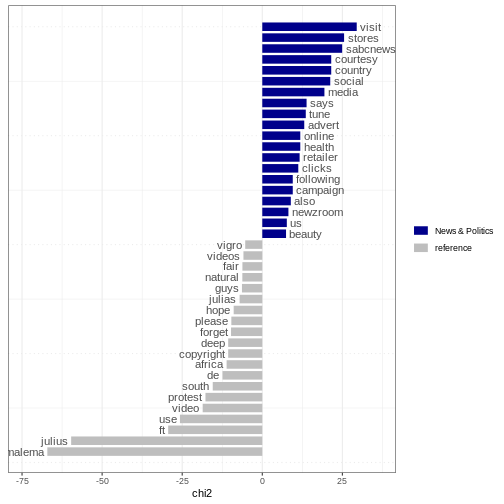 visit
stores
sabcnews
courtesy
country
social
media
says
tune
advert
online
health
retailer
clicks
following
campaign
also
newzroom
us
beauty
vigro
videos
fair
natural
guys
julias
hope
please
forget
deep
copyright
africa
de
south
protest
video
use
ft
julius
malema
-75 -50 -25 0 25
chi2
News & Politics
reference